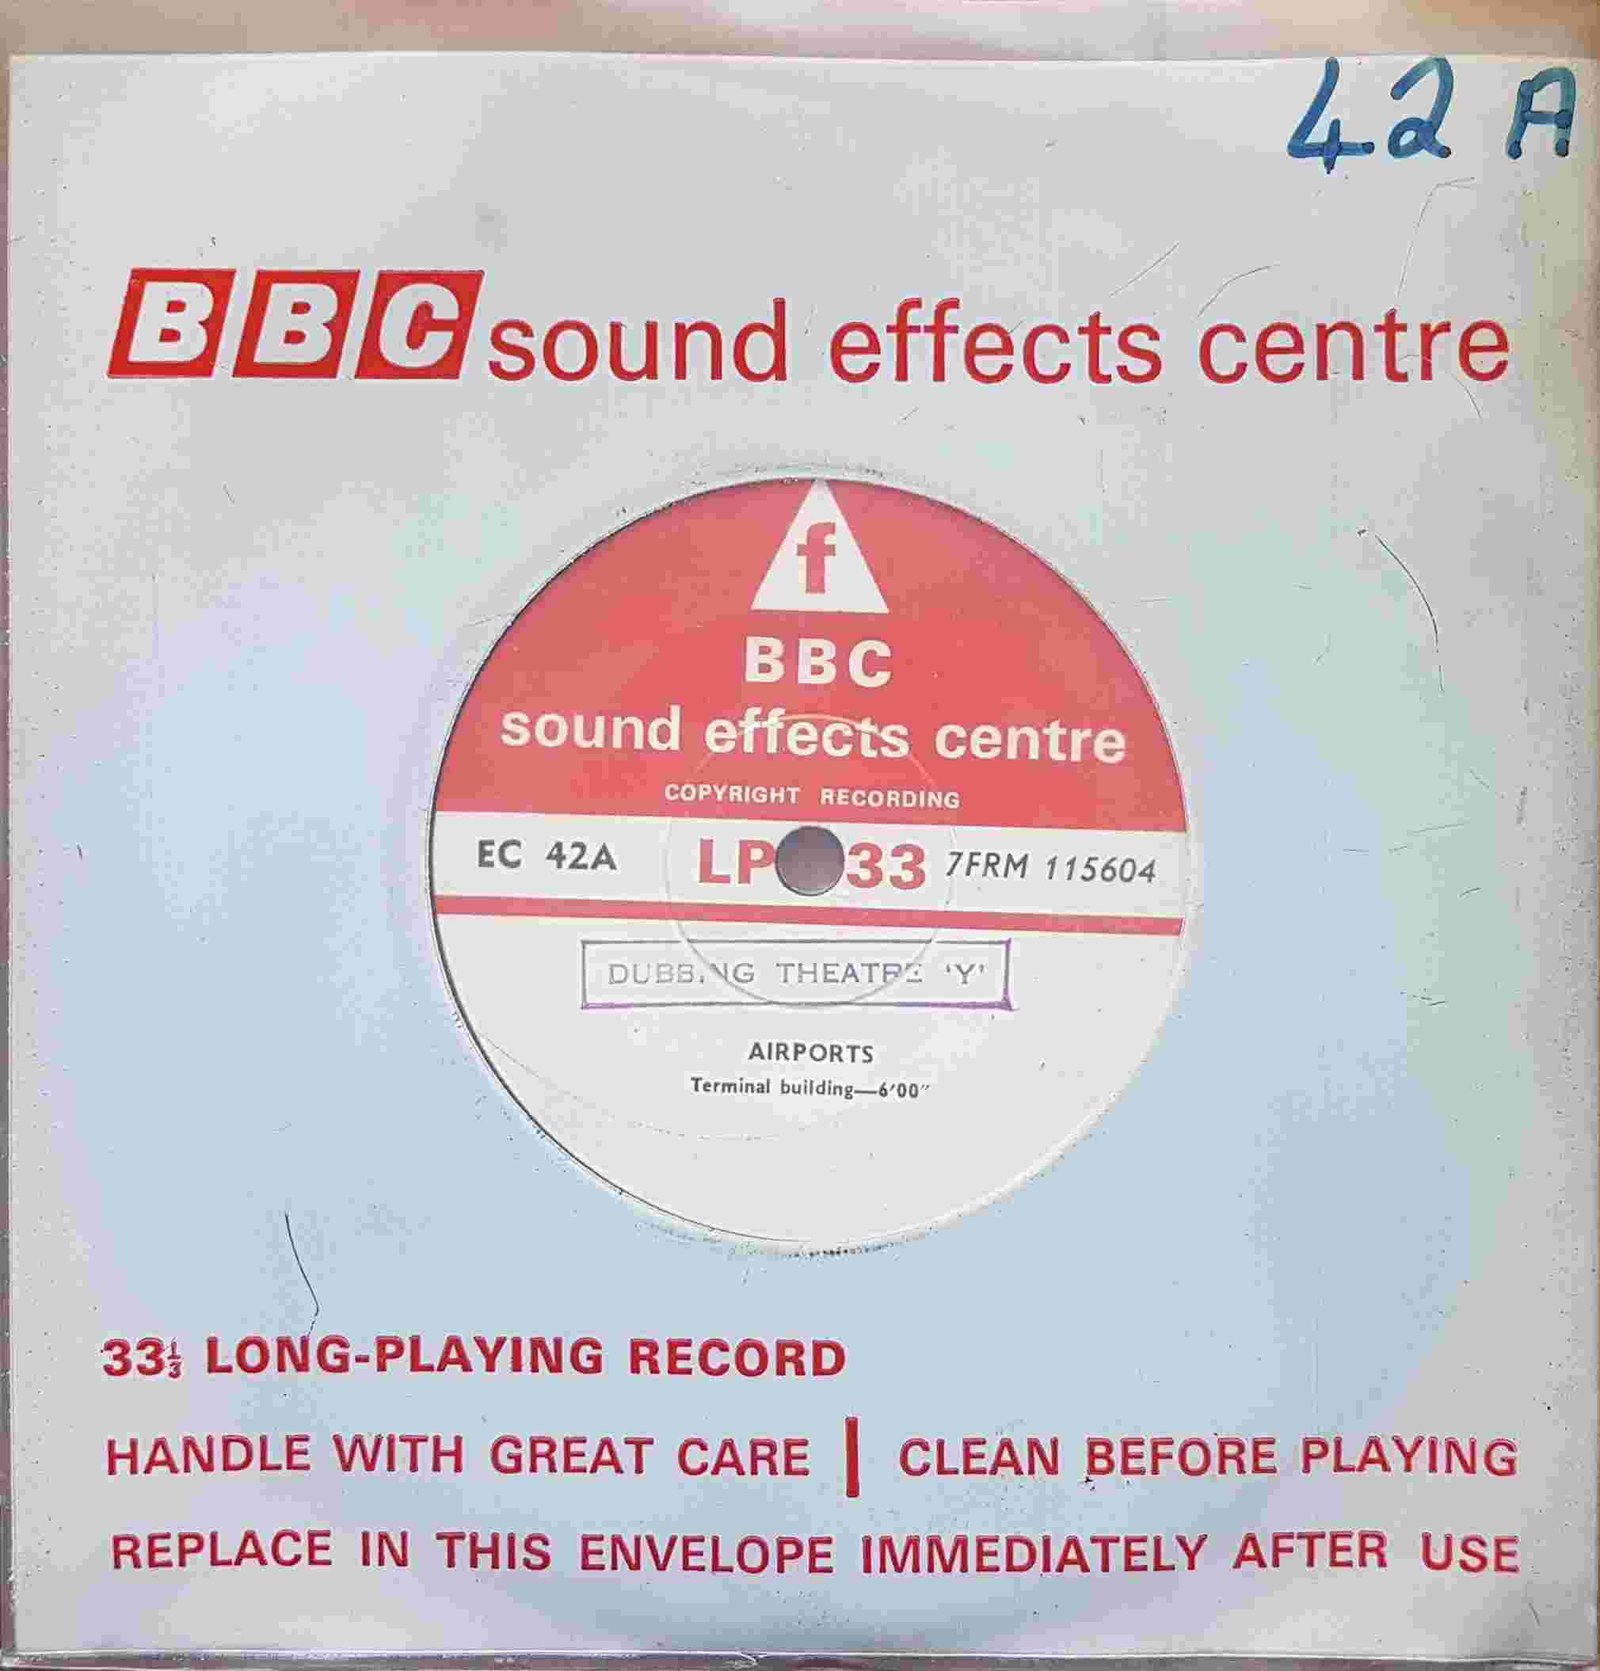 42 A
BBC sound effects centre
f
BBC
sound effects centre
COPYRIGHT RECORDING
EC 42A LP 33 7FRM 115604
DUBBING THEATRE 'Y'
AIRPORTS
Terminal building—6'00"
33⅓ LONG-PLAYING RECORD
HANDLE WITH GREAT CARE | CLEAN BEFORE PLAYING
REPLACE IN THIS ENVELOPE IMMEDIATELY AFTER USE